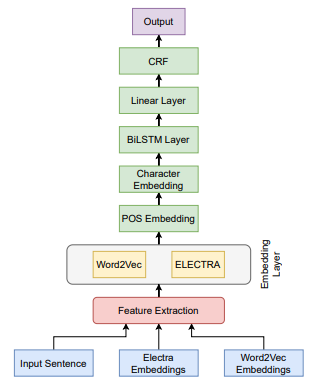 Output
CRF
Linear Layer
BiLSTM Layer
Character
Embedding
POS Embedding
Word2Vec
ELECTRA
Embedding
Layer
Feature Extraction
Input Sentence
Electra
Embeddings
Word2Vec
Embeddings